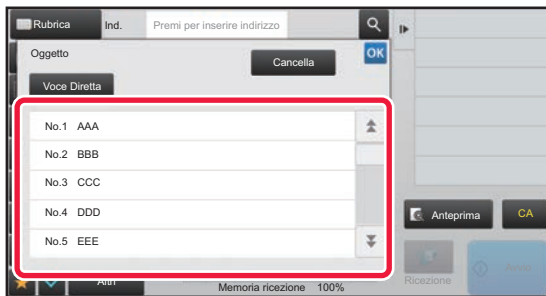 Rubrica Ind. Premi per inserire indirizzo
Oggetto Cancella OK
Voce Diretta
No.1 AAA
No.2 BBB
No.3 CCC
No.4 DDD
No.5 EEE
Anteprima CA
Altri
Memoria ricezione 100%
Ricezione Avvio